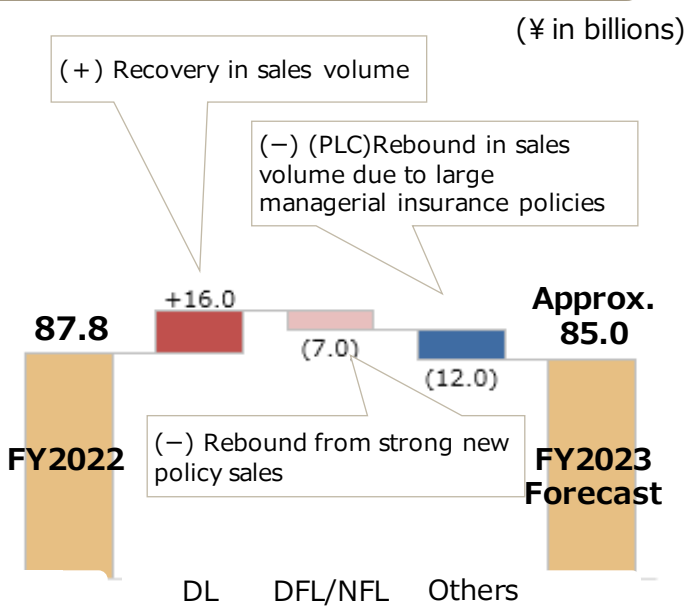 (¥ in billions)
(+) Recovery in sales volume
(−) (PLC)Rebound in sales
volume due to large
managerial insurance policies
+16.0
87.8
(7.0)
(12.0)
Approx.
85.0
(−) Rebound from strong new
policy sales
FY2022
FY2023
Forecast
DL
DFL/NFL
Others